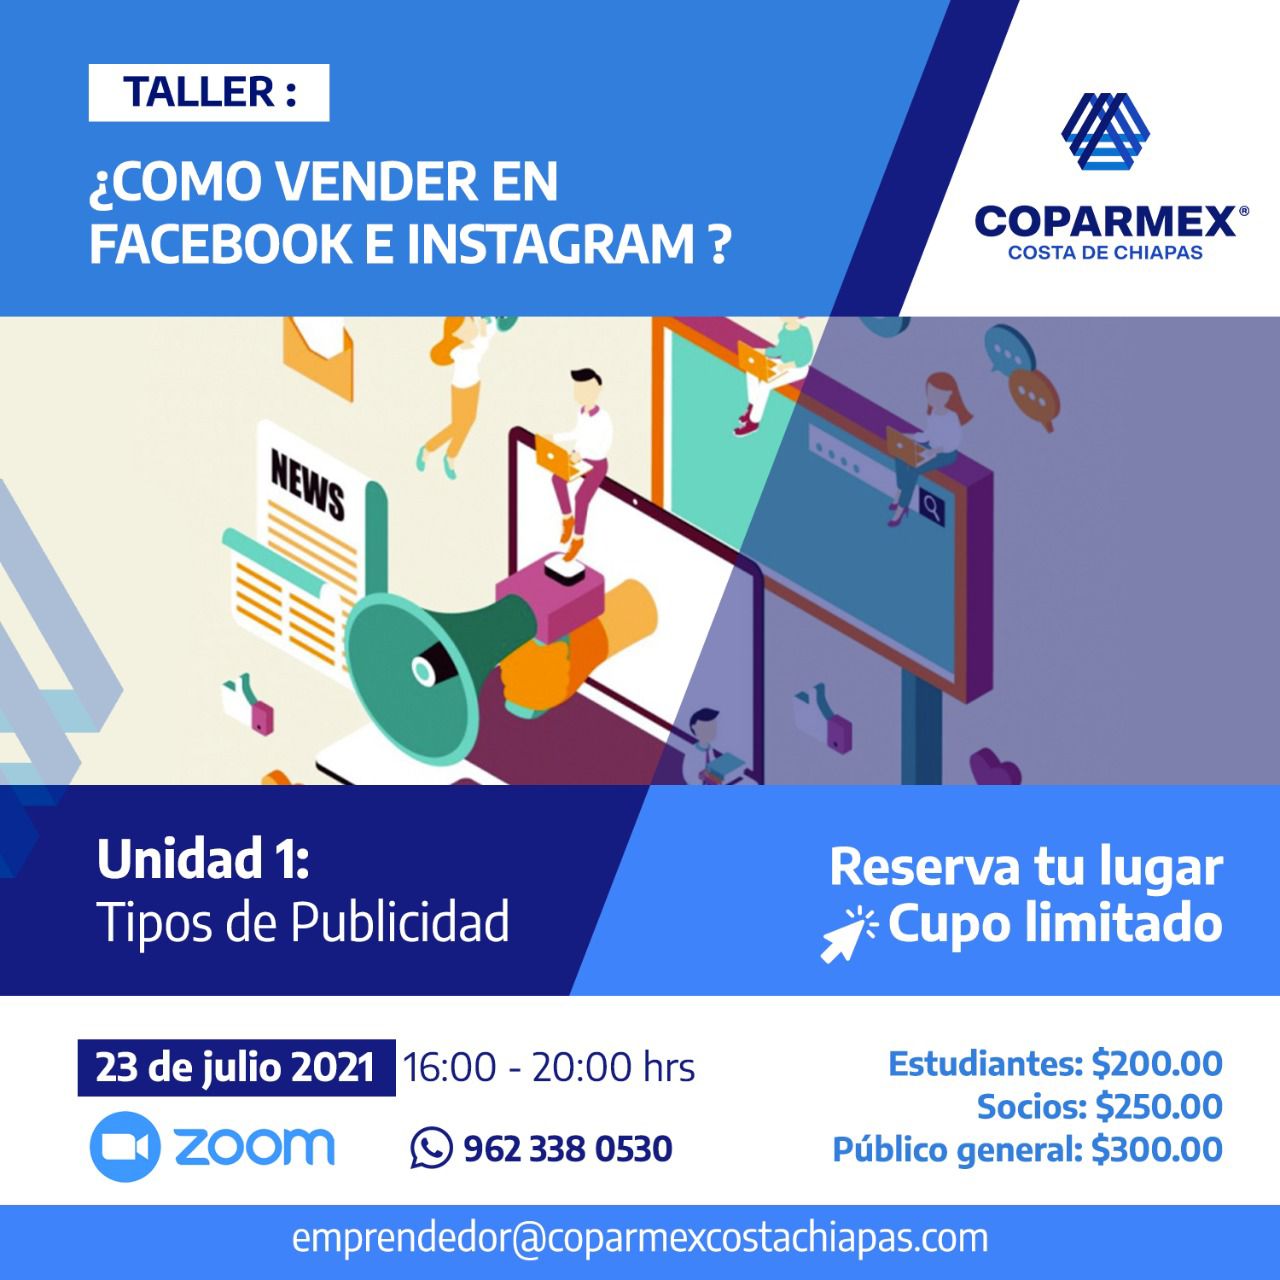 TALLER :
¿COMO VENDER EN
FACEBOOK E INSTAGRAM ?
COPARMEX®
COSTA DE CHIAPAS
NEWS
Unidad 1:
Tipos de Publicidad
Reserva tu lugar
Cupo limitado
23 de julio 2021 16:00 - 20:00 hrs
zoom
962 338 0530
Estudiantes: $200.00
Socios: $250.00
Público general: $300.00
emprendedor@coparmexcostachiapas.com